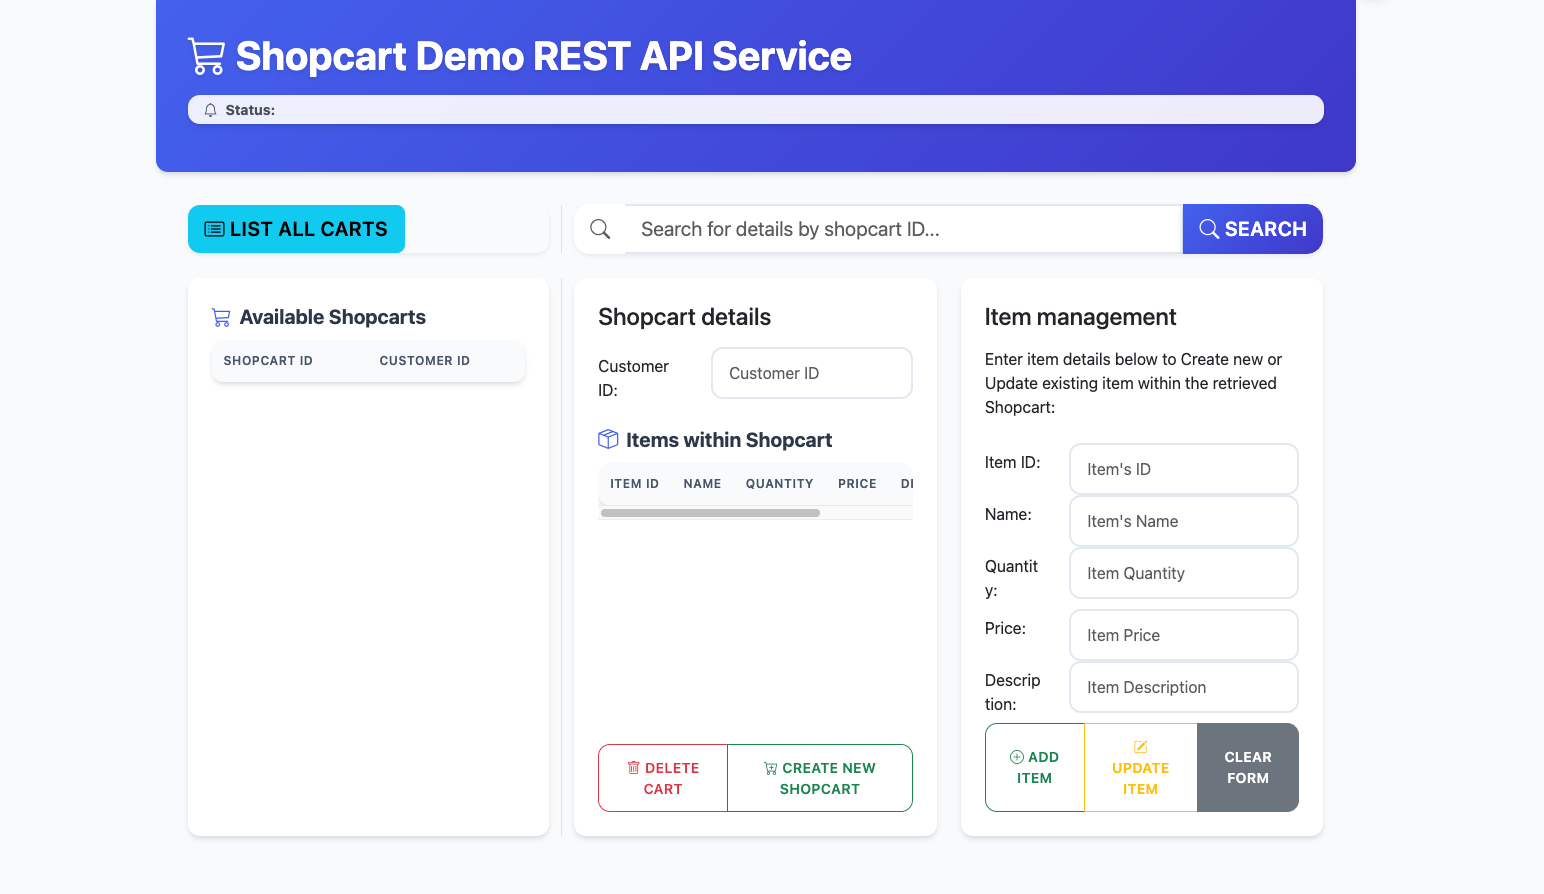 Shopcart Demo REST API Service
Status:
LIST ALL CARTS
Search for details by shopcart ID...
SEARCH
Available Shopcarts
SHOPCART ID CUSTOMER ID
Shopcart details
Customer
ID:
Customer ID
Items within Shopcart
ITEM ID NAME QUANTITY PRICE
DELETE
CART
CREATE NEW
SHOPCART
Item management
Enter item details below to Create new or
Update existing item within the retrieved
Shopcart:
Item ID:
Item's ID
Name:
Item's Name
Quantit
y:
Item Quantity
Price:
Item Price
Descrip
tion:
Item Description
ADD
ITEM
UPDATE
ITEM
CLEAR
FORM